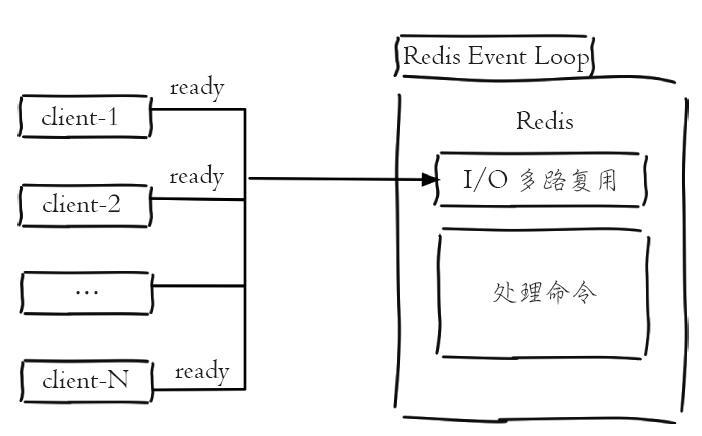 Redis Event Loop
ready
client-1
Redis
ready
I/O 多路复用
client-2
...
处理命令
ready
client-N